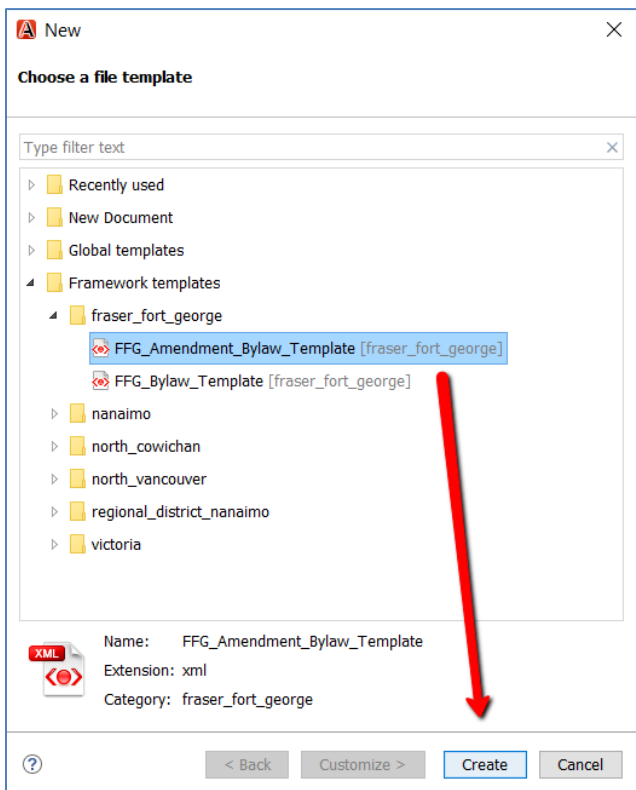 New
Choose a file template
Type filter text
Recently used
New Document
Global templates
Framework templates
fraser_fort_george
FFG_Amendment_Bylaw_Template [fraser_fort_george]
FFG_Bylaw_Template [fraser_fort_george]
nanaimo
north_cowichan
north_vancouver
regional_district_nanaimo
victoria
XML
Name: FFG_Amendment_Bylaw_Template
Extension: xml
Category: fraser_fort_george
? < Back Customize > Create Cancel